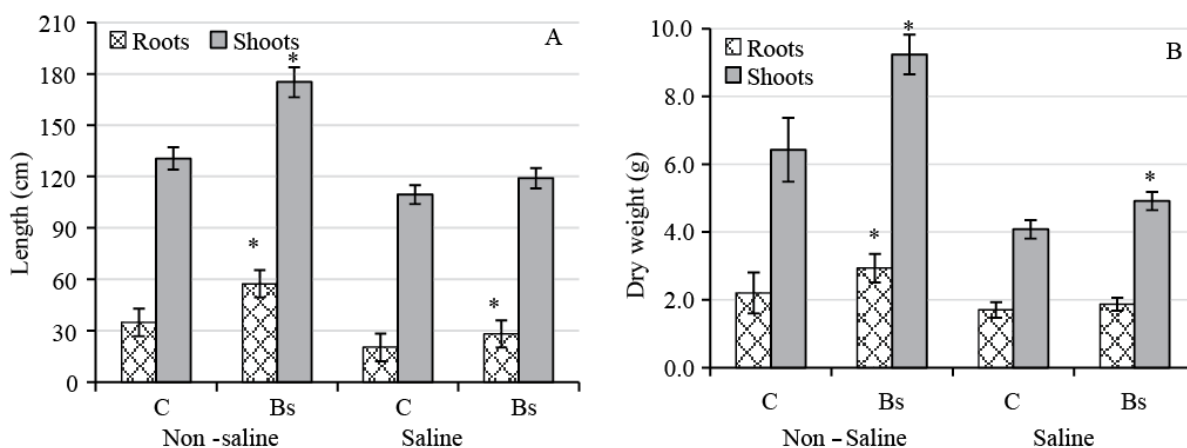 210
180
150
120
90
60
30
0
Length (cm)
Roots
Shoots
A
*
*
*
C
Bs
C
Bs
Non -saline
Saline
10.0
8.0
6.0
4.0
2.0
0.0
Dry weight (g)
Roots
Shoots
B
*
*
*
C
Bs
C
Bs
Non – Saline
Saline